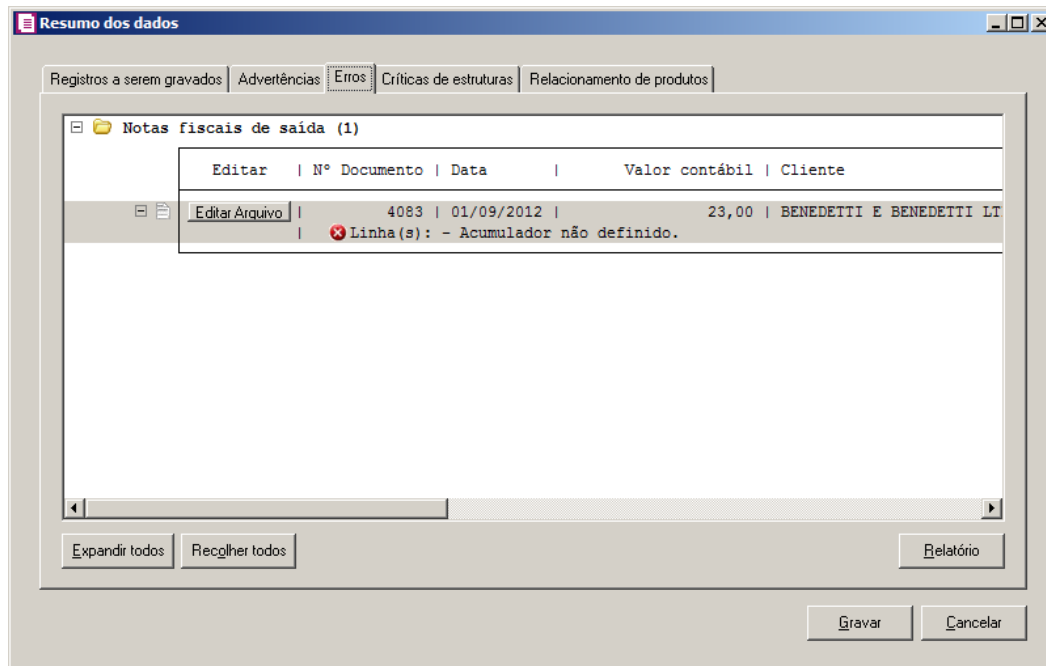 Resumo dos dados
Registros a serem gravados Advertências Erros Críticas de estruturas Relacionamento de produtos
Notas fiscais de saída (1)
Editar | Nº Documento | Data | Valor contábil | Cliente
Editar Arquivo | 4083 | 01/09/2012 | 23,00 | BENEDETTI E BENEDETTI LT
| Linha(s): - Acumulador não definido.
Expandir todos Recolher todos Relatório
Gravar Cancelar